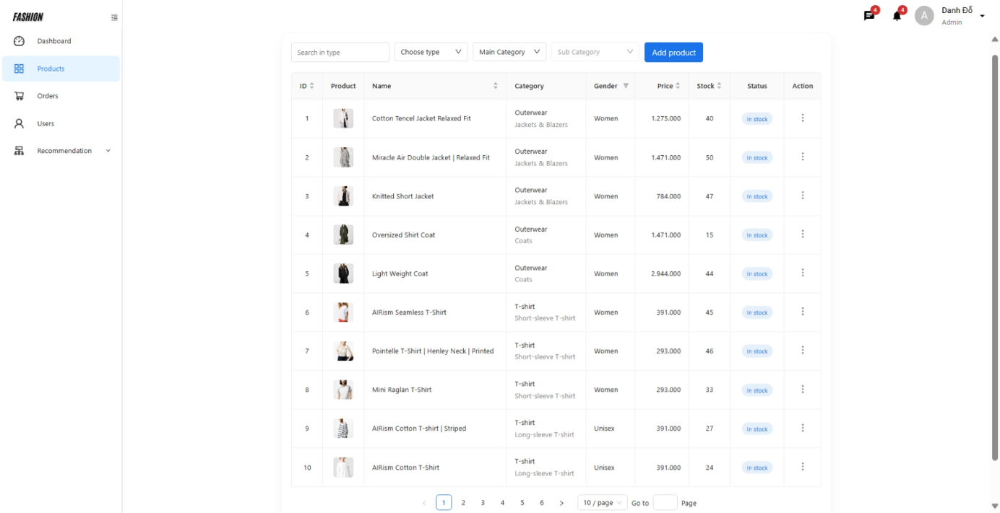 FASHION
4
4
A
Danh Đỗ
Admin
Dashboard
Products
Orders
Users
Recommendation
Search in type
Choose type
Main Category
Sub Category
Add product
ID Product Name Category Gender Price Stock Status Action
1 Cotton Tencel Jacket Relaxed Fit Outerwear Women 1.275.000 40 In stock
Jackets & Blazers
2 Miracle Air Double Jacket | Relaxed Fit Outerwear Women 1.471.000 50 In stock
Jackets & Blazers
3 Knitted Short Jacket Outerwear Women 784.000 47 In stock
Jackets & Blazers
4 Oversized Shirt Coat Outerwear Women 1.471.000 15 In stock
Coats
5 Light Weight Coat Outerwear Women 2.944.000 44 In stock
Coats
6 AIRism Seamless T-Shirt T-shirt Women 391.000 45 In stock
Short-sleeve T-shirt
7 Pointelle T-Shirt | Henley Neck | Printed T-shirt Women 293.000 46 In stock
Short-sleeve T-shirt
8 Mini Raglan T-Shirt T-shirt Women 293.000 33 In stock
Short-sleeve T-shirt
9 AIRism Cotton T-shirt | Striped T-shirt Unisex 391.000 27 In stock
Long-sleeve T-shirt
10 AIRism Cotton T-Shirt T-shirt Unisex 391.000 24 In stock
Long-sleeve T-shirt
< 1 2 3 4 5 6 > 10 / page Go to Page